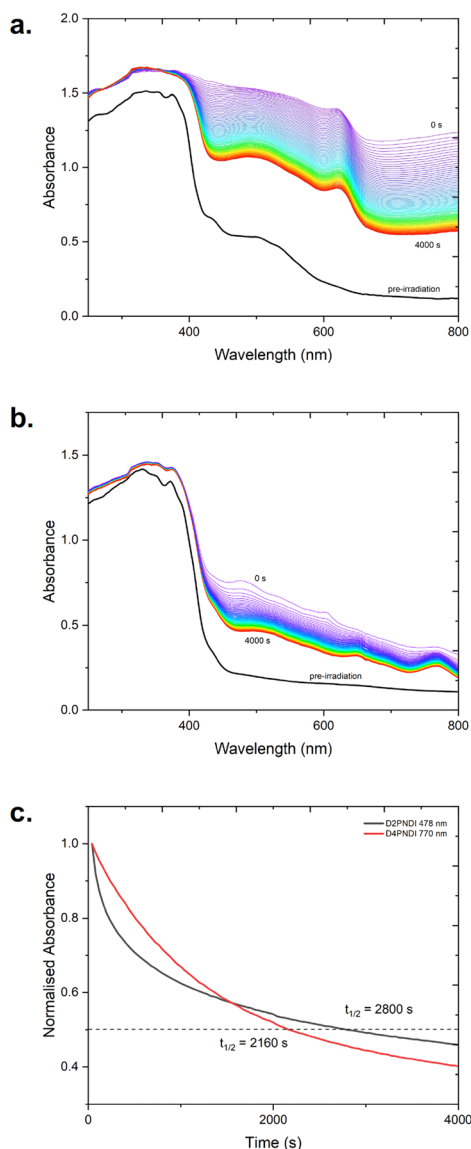 a.
2.0
1.5
1.0
0.5
0.0
Absorbance
0 s
4000 s
pre-irradiation
400
600
800
Wavelength (nm)
b.
1.5
1.0
0.5
0.0
Absorbance
0 s
4000 s
pre-irradiation
400
600
800
Wavelength (nm)
c.
D2PNDI 478 nm
D4PNDI 770 nm
1.0
0.8
0.6
0.4
Normalised Absorbance
t1/2 = 2800 s
t1/2 = 2160 s
0
2000
4000
Time (s)